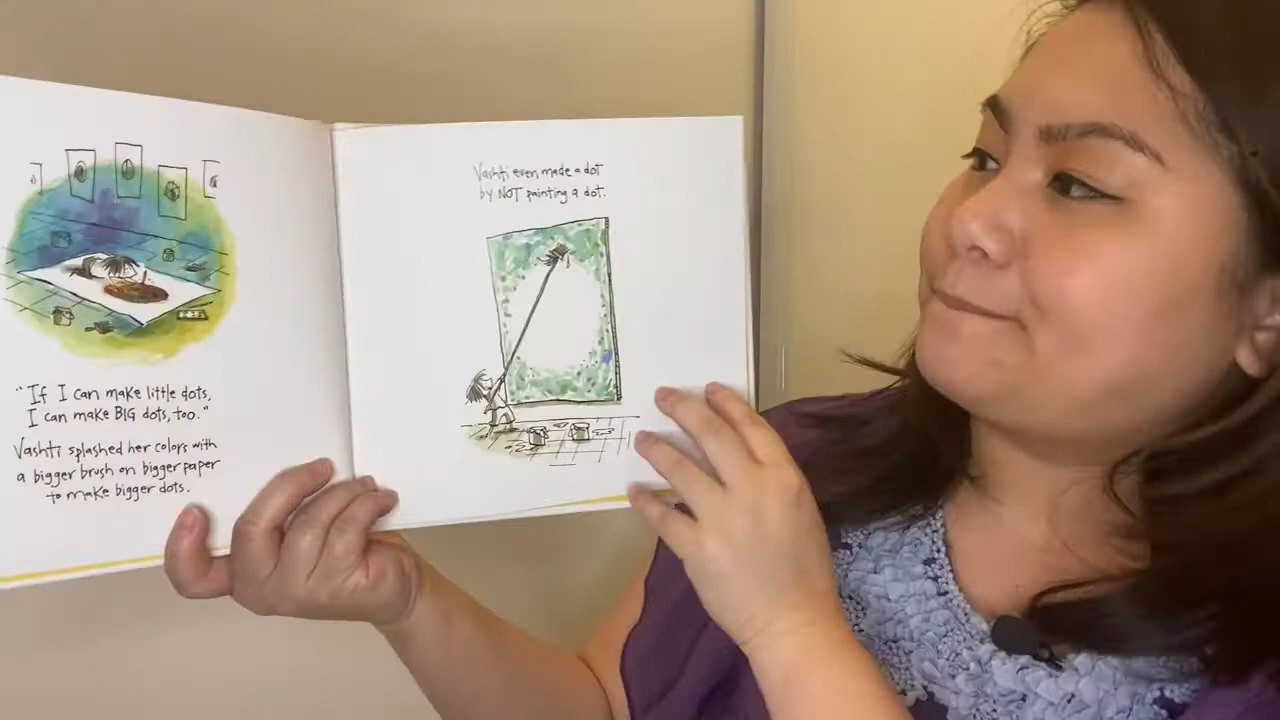 "If I can make little dots,
I can make BIG dots, too."
Vashti splashed her colors with
a bigger brush on bigger paper
to make bigger dots.
Vashti even made a dot
by NOT painting a dot.